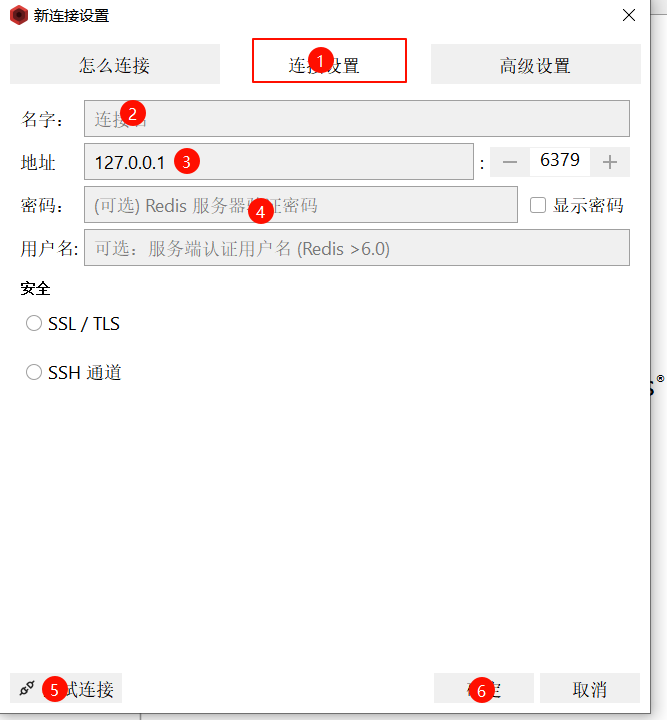 新连接设置
怎么连接 1 连接设置 高级设置
名字： 连接 2
地址 127.0.0.1 3 : 6379
密码： (可选) Redis 服务器 4 证密码 显示密码
用户名: 可选：服务端认证用户名 (Redis >6.0)
安全
SSL / TLS
SSH 通道
S®
5 试连接 6 定 取消